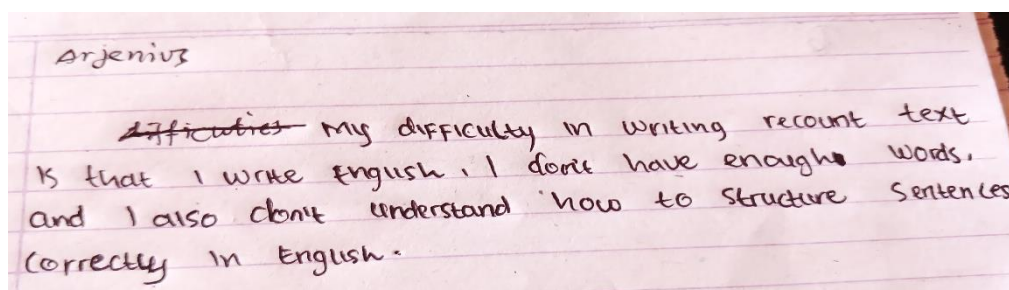 Arjenius
difficulties My difficulty in writing recount text
is that I write English, I don't have enough words,
and I also don't understand how to structure sentences
correctly in English.